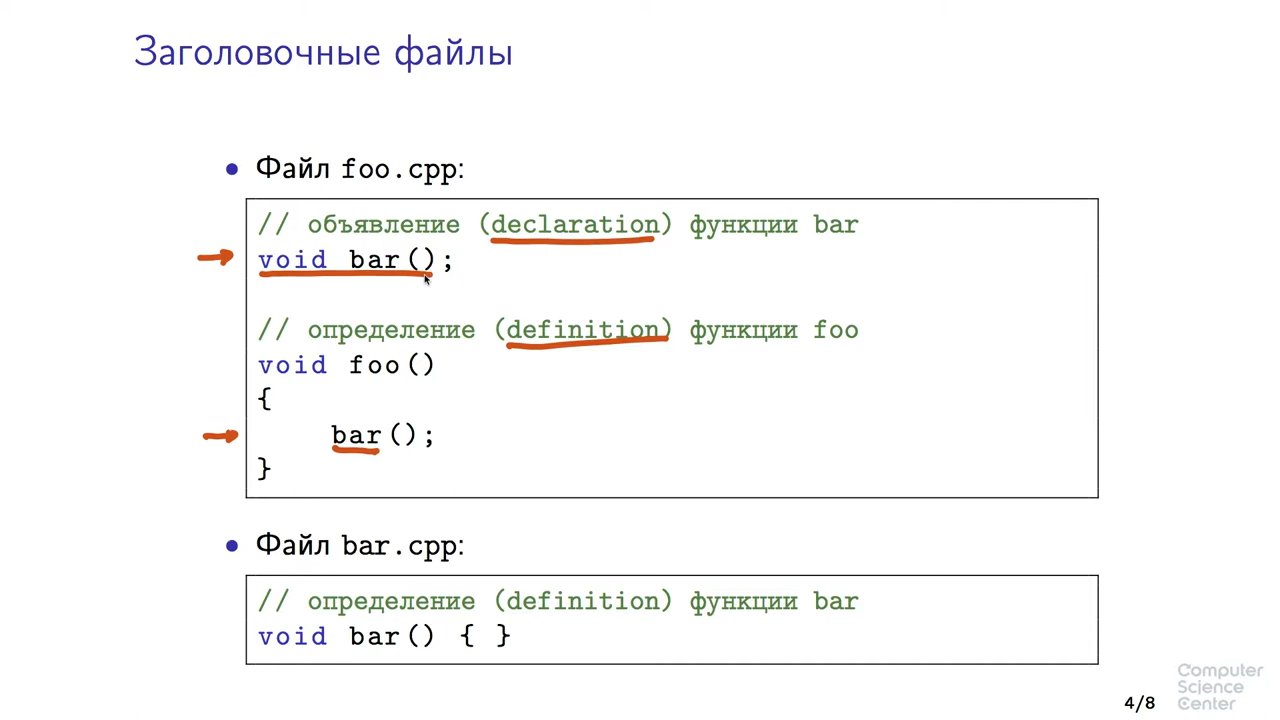 Заголовочные файлы
• Файл foo.cpp:
// объявление (declaration) функции bar
void bar();
// определение (definition) функции foo
void foo()
{
bar();
}
• Файл bar.cpp:
// определение (definition) функции bar
void bar() { }
4/8
Computer
Science
Center